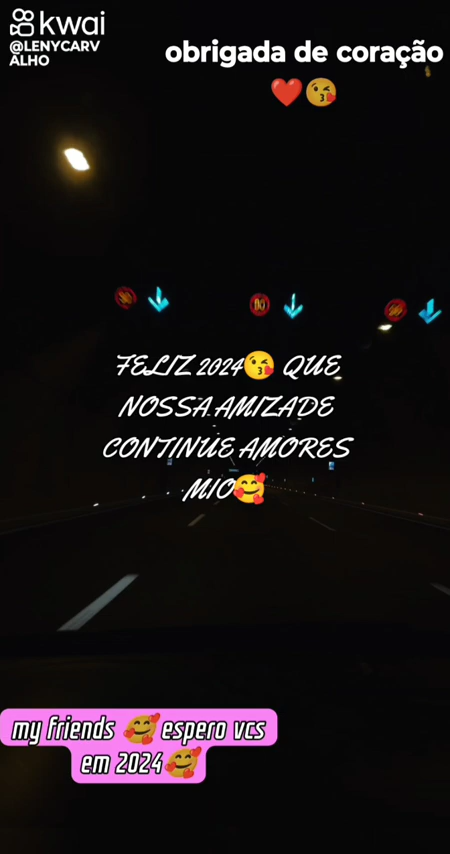 kwai
@LENYCARV
ALHO
obrigada de coração
❤️😘
FELIZ 2024😘 QUE
NOSSA AMIZADE
CONTINUE AMORES
MIO🥰
my friends 🥰 espero vcs
em 2024🥰